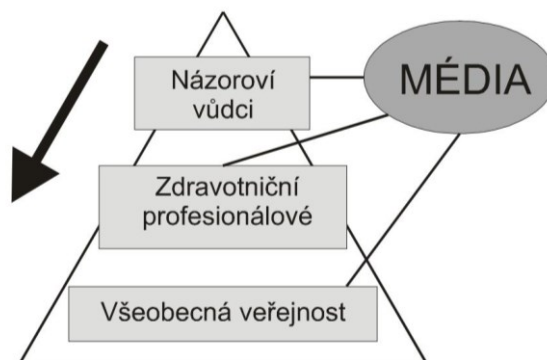 Názoroví
vůdci
MÉDIA
Zdravotniční
profesionálové
Všeobecná veřejnost